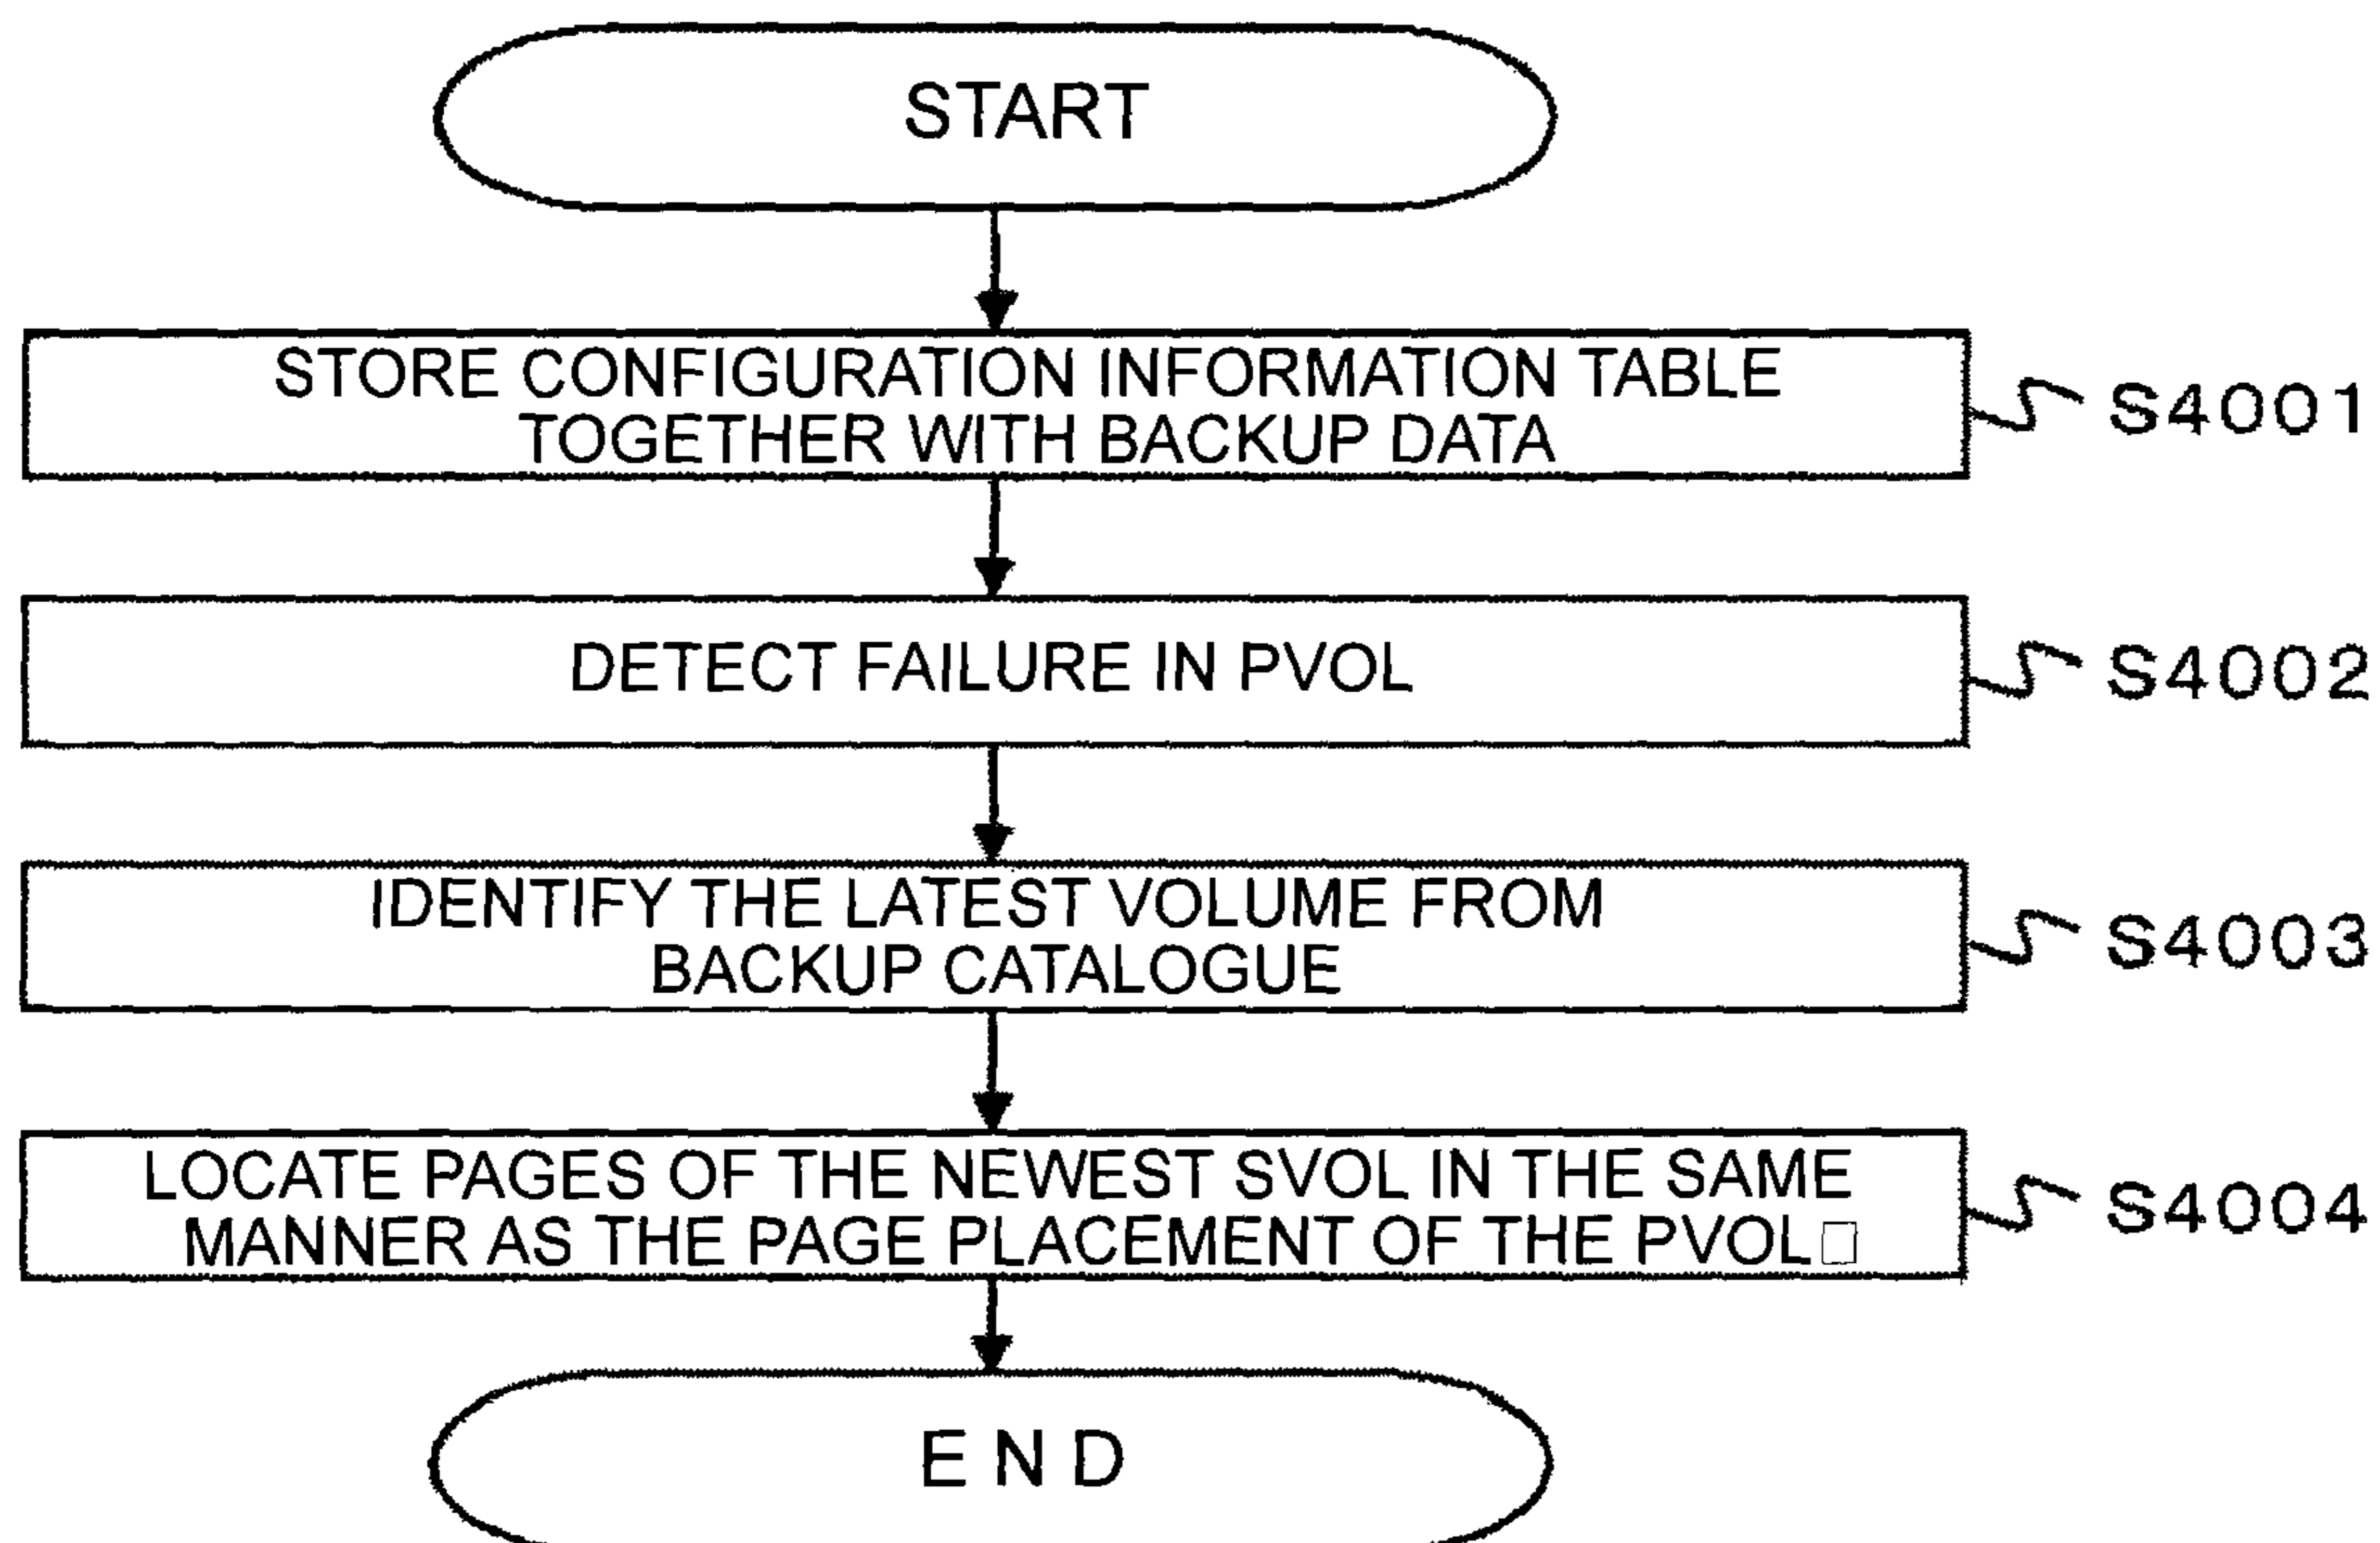 START
STORE CONFIGURATION INFORMATION TABLE
TOGETHER WITH BACKUP DATA
S4001
DETECT FAILURE IN PVOL
S4002
IDENTIFY THE LATEST VOLUME FROM
BACKUP CATALOGUE
S4003
LOCATE PAGES OF THE NEWEST SVOL IN THE SAME
MANNER AS THE PAGE PLACEMENT OF THE PVOL□
S4004
END